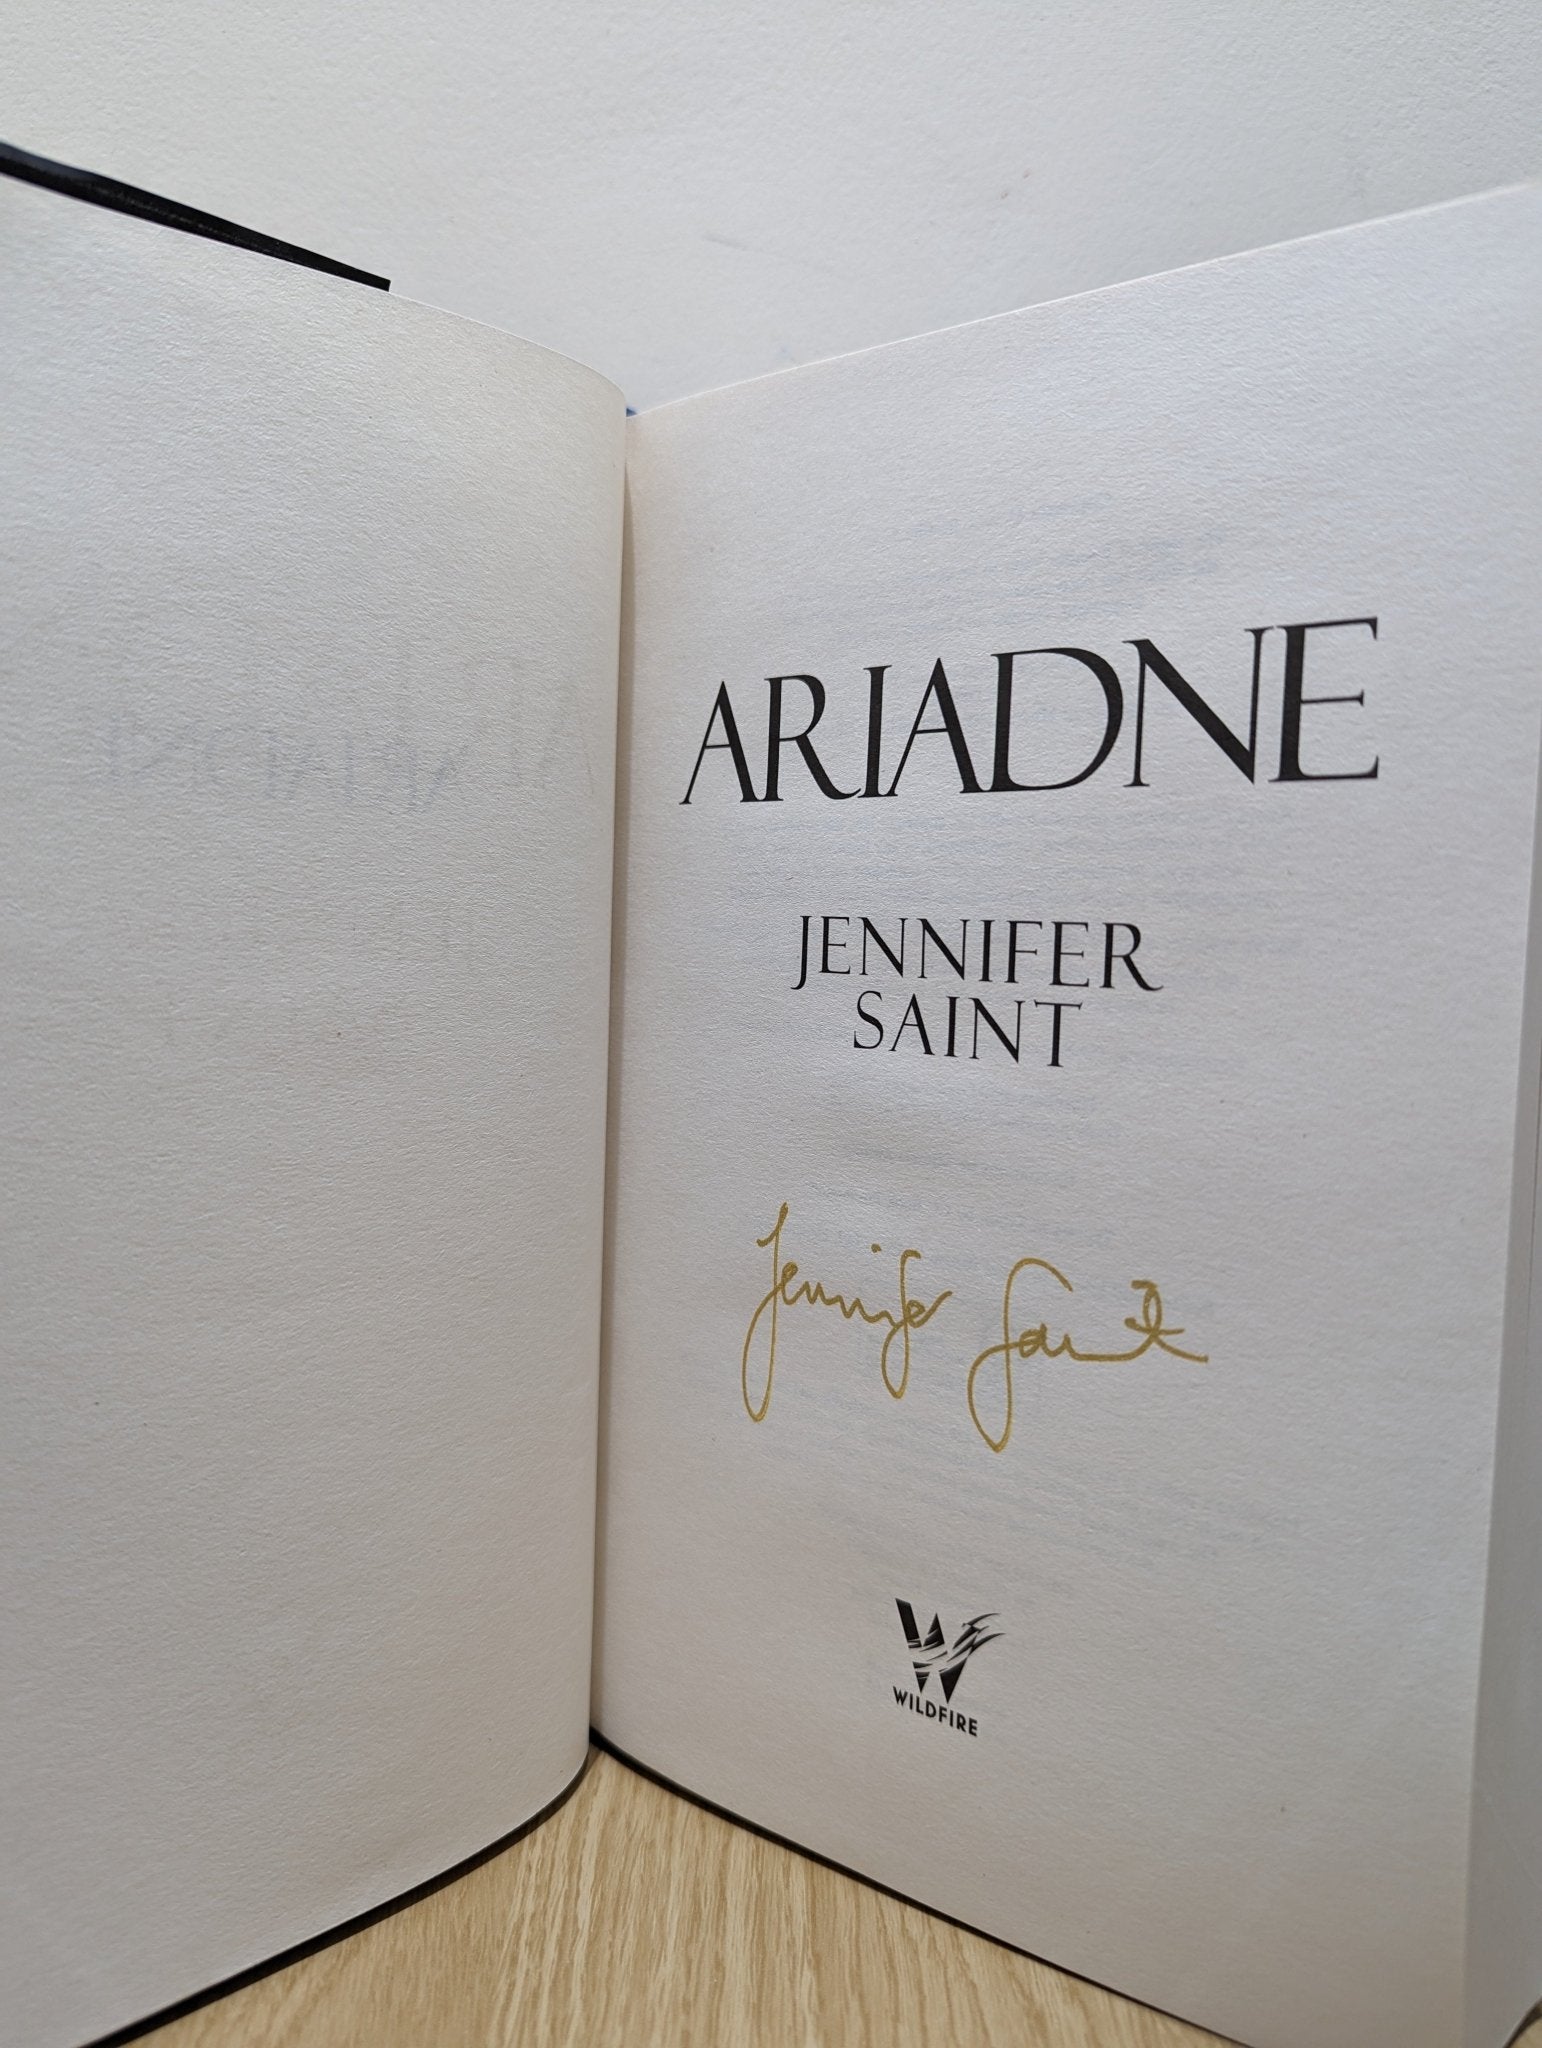 ARIADNE
JENNIFER
SAINT
Jennifer Saint
W
WILDFIRE